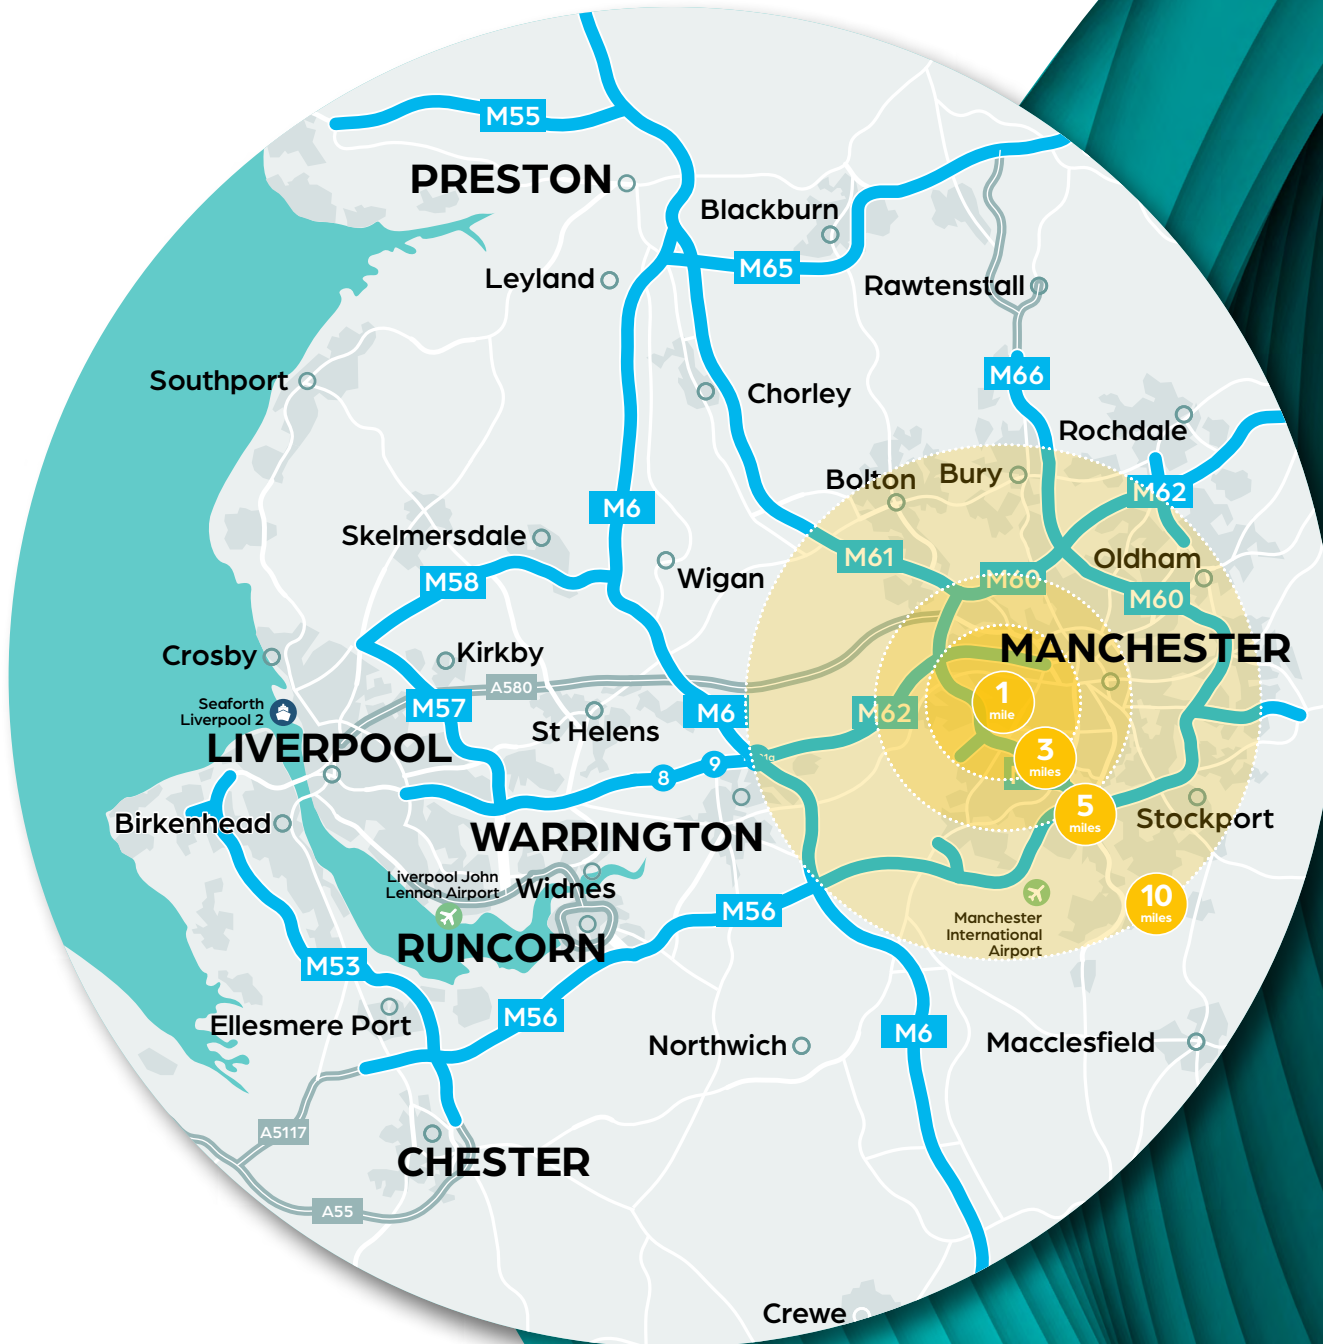 M55
PRESTON
Blackburn
M65
Leyland
Rawtenstall
M66
Southport
Chorley
Rochdale
Bolton
Bury
M62
M6
Skelmersdale
M61
Oldham
M58
Wigan
M60
M60
MANCHESTER
Crosby
Kirkby
A580
1
mile
Seaforth
Liverpool 2
M57
St Helens
M6
M62
LIVERPOOL
3
miles
8
9
5
miles
Birkenhead
WARRINGTON
Stockport
Liverpool John
Lennon Airport
Widnes
M56
10
miles
Manchester
International
Airport
RUNCORN
M53
Ellesmere Port
M56
Northwich
M6
Macclesfield
A5117
CHESTER
A55
Crewe